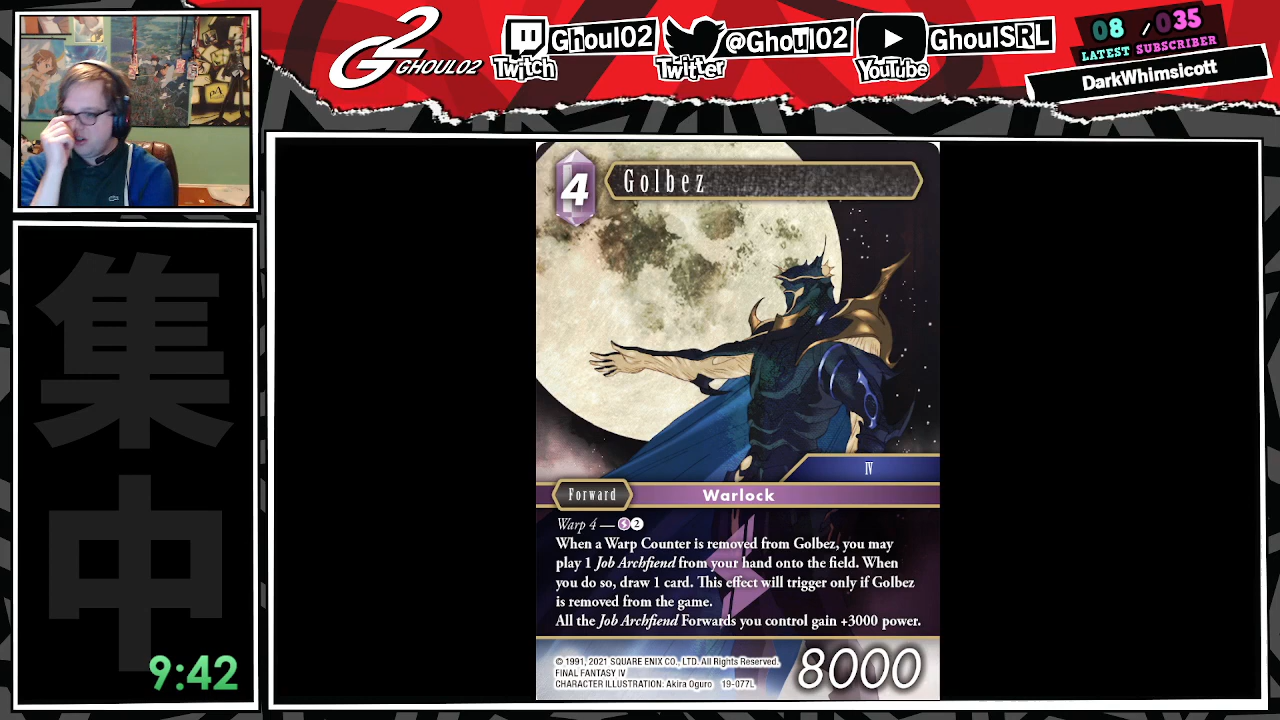 G2
GHOUL02
Ghoul02
Twitch
@Ghoul02
Twitter
GhoulSRL
YouTube
08 / 035
LATEST SUBSCRIBER
DarkWhimsicott
集
中
9:42
4
Golbez
IV
Forward
Warlock
Warp 4 — 2
When a Warp Counter is removed from Golbez, you may
play 1 Job Archfiend from your hand onto the field. When
you do so, draw 1 card. This effect will trigger only if Golbez
is removed from the game.
All the Job Archfiend Forwards you control gain +3000 power.
© 1991, 2021 SQUARE ENIX CO., LTD. All Rights Reserved.
FINAL FANTASY IV
CHARACTER ILLUSTRATION: Akira Oguro 19-077L
8000